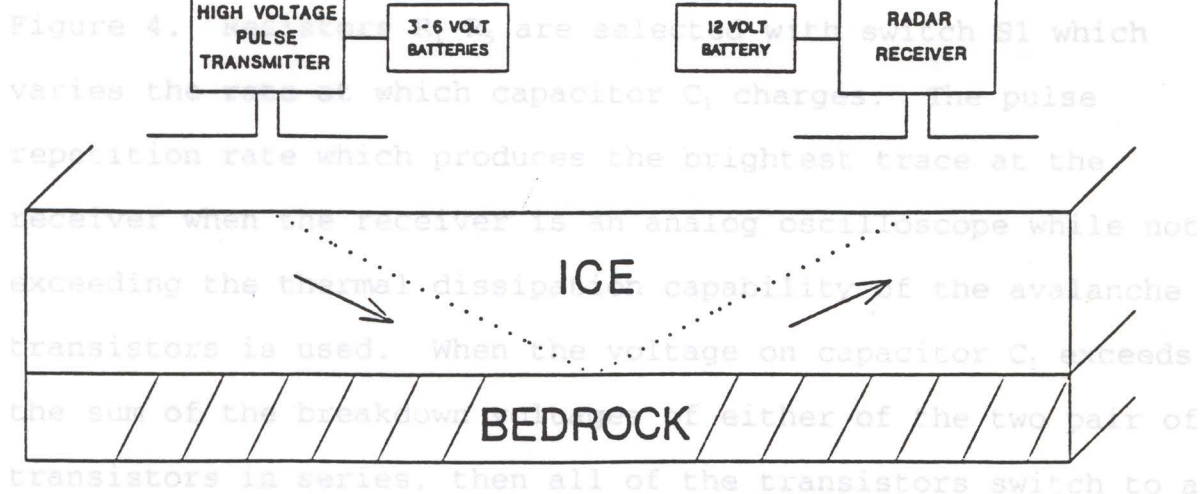 HIGH VOLTAGE
PULSE
TRANSMITTER
3-6 VOLT
BATTERIES
12 VOLT
BATTERY
RADAR
RECEIVER
Figure 4. Resistors are selected with switch S1 which
varies the rate at which capacitor C₁ charges. The pulse
repetition rate which produces the brightest trace at the
receiver when the receiver is an analog oscilloscope while not
exceeding the thermal dissipation capability of the avalanche
transistors is used. When the voltage on capacitor C₁ exceeds
the sum of the breakdown voltages of either of the two pair of
transistors in series, then all of the transistors switch to a
ICE
BEDROCK